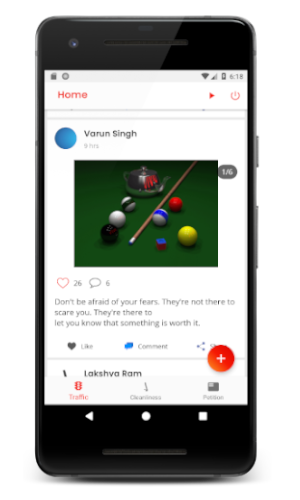 6:18
Home
Varun Singh
9 hrs
1/6
26 6
Don't be afraid of your fears. They're not there to
scare you. They're there to
let you know that something is worth it.
Like Comment
Lakshya Ram
Traffic Cleanliness Petition